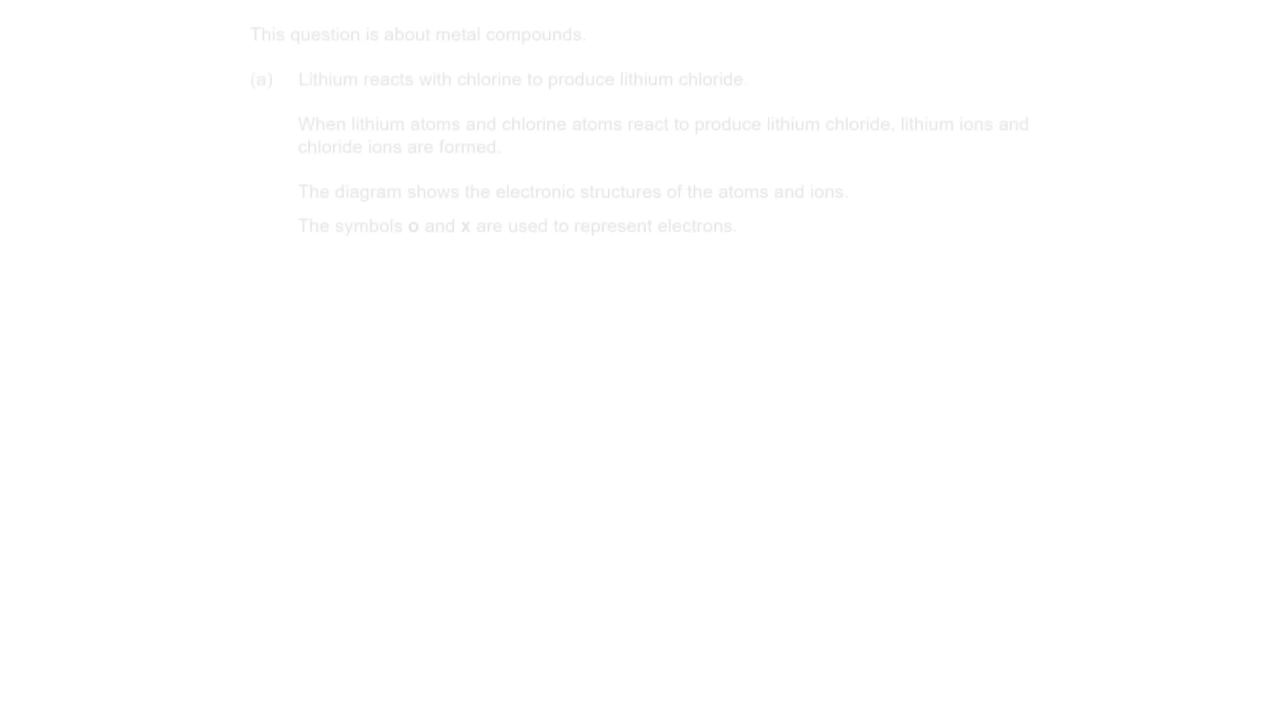 This question is about metal compounds.
(a) Lithium reacts with chlorine to produce lithium chloride.
When lithium atoms and chlorine atoms react to produce lithium chloride, lithium ions and
chloride ions are formed.
The diagram shows the electronic structures of the atoms and ions.
The symbols o and x are used to represent electrons.